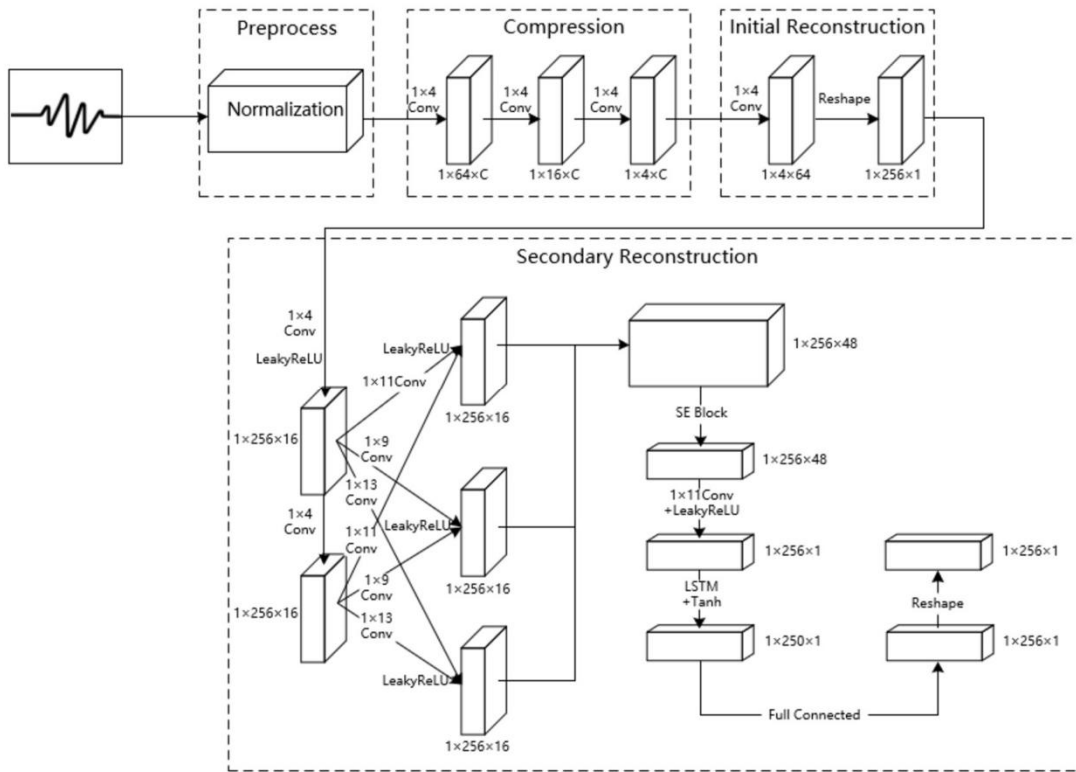 Preprocess
Normalization
Compression
1×4
Conv
1×64×C
1×4
Conv
1×16×C
1×4
Conv
1×4×C
Initial Reconstruction
1×4
Conv
1×4×64
Reshape
1×256×1
Secondary Reconstruction
1×4
Conv
LeakyReLU
1×256×16
1×4
Conv
1×256×16
1×11Conv
1×9
Conv
1×13
Conv
1×11
Conv
1×9
Conv
1×13
Conv
LeakyReLU
1×256×16
LeakyReLU
1×256×16
LeakyReLU
1×256×16
1×256×48
SE Block
1×256×48
1×11Conv
+LeakyReLU
1×256×1
LSTM
+Tanh
1×250×1
Full Connected
1×256×1
Reshape
1×256×1